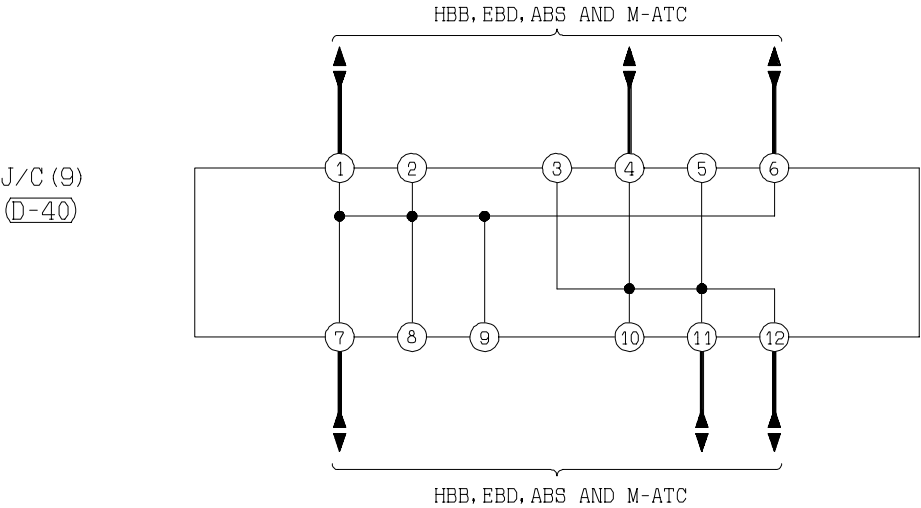 HBB, EBD, ABS AND M-ATC
1 2 3 4 5 6
J/C (9)
D-40
7 8 9 10 11 12
HBB, EBD, ABS AND M-ATC